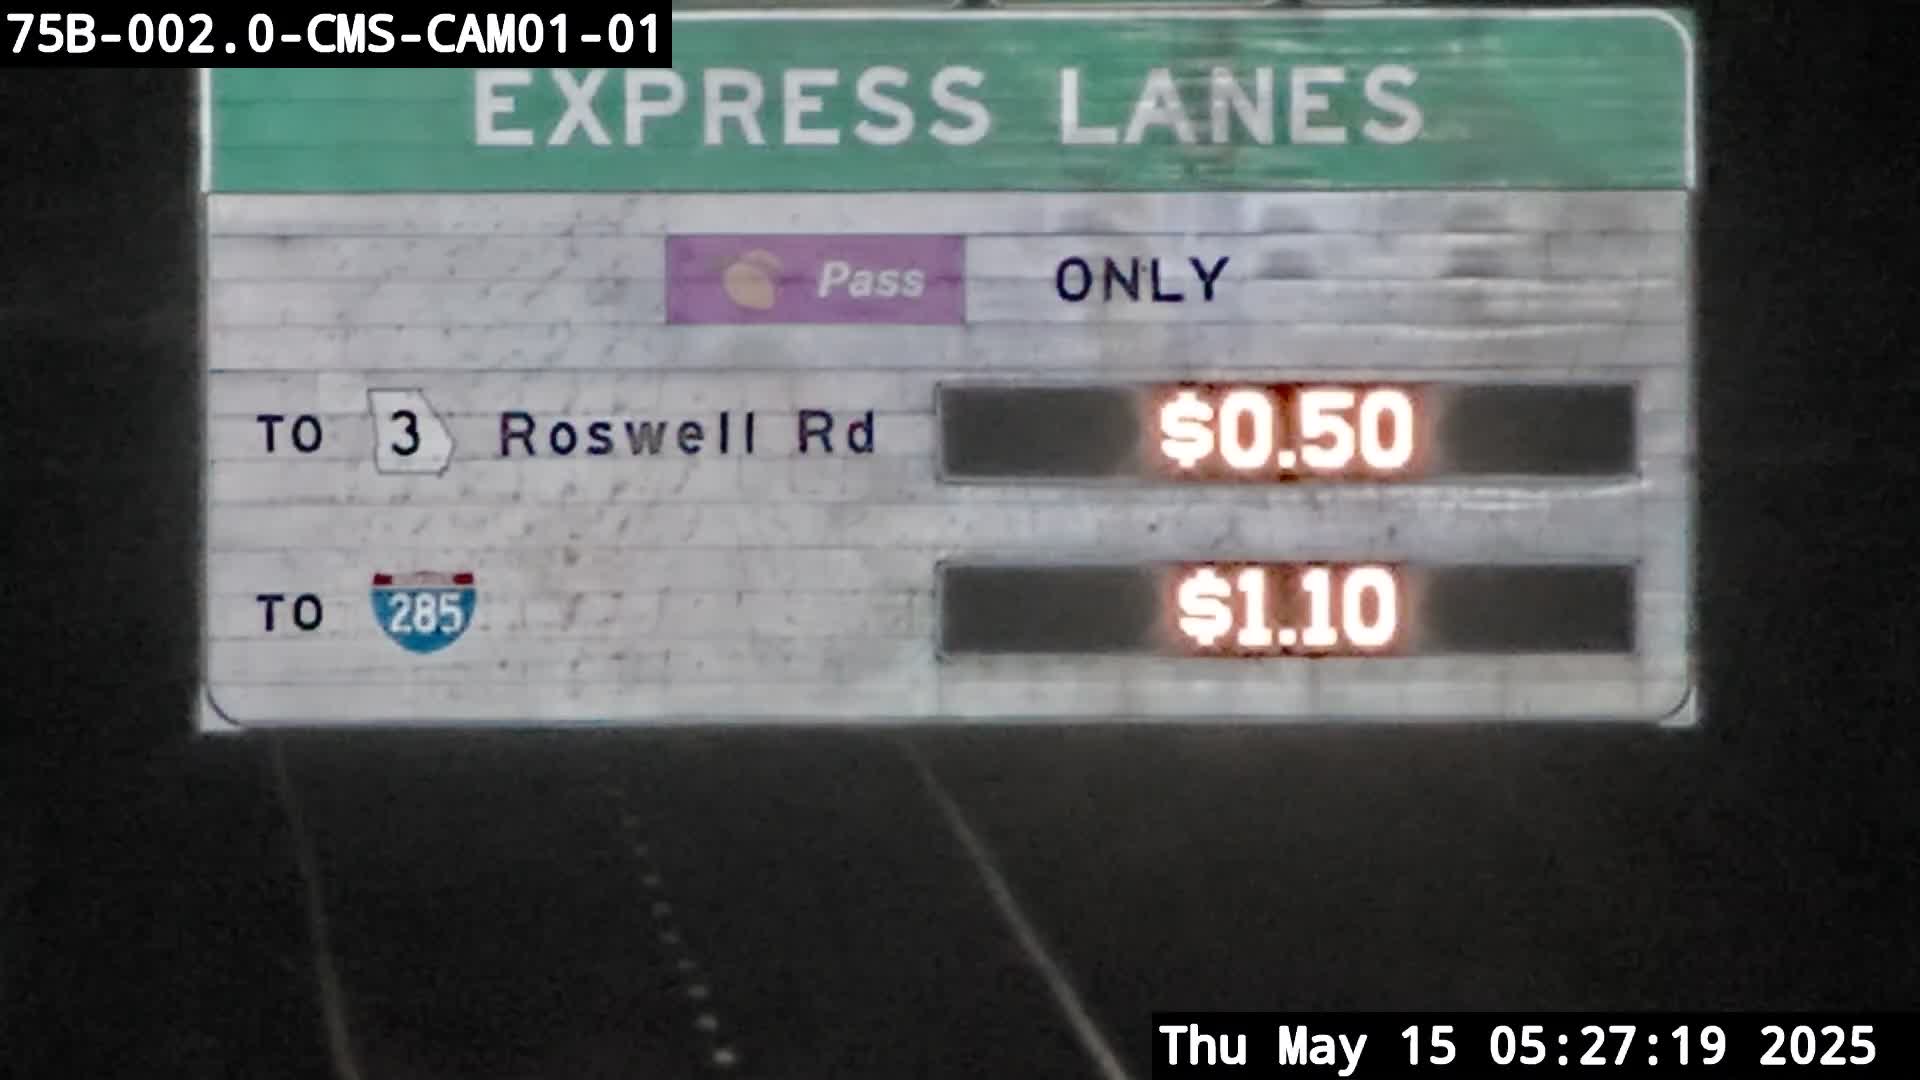 75B-002.0-CMS-CAM01-01
EXPRESS LANES
Pass ONLY
TO 3 Roswell Rd $0.50
TO 285 $1.10
Thu May 15 05:27:19 2025